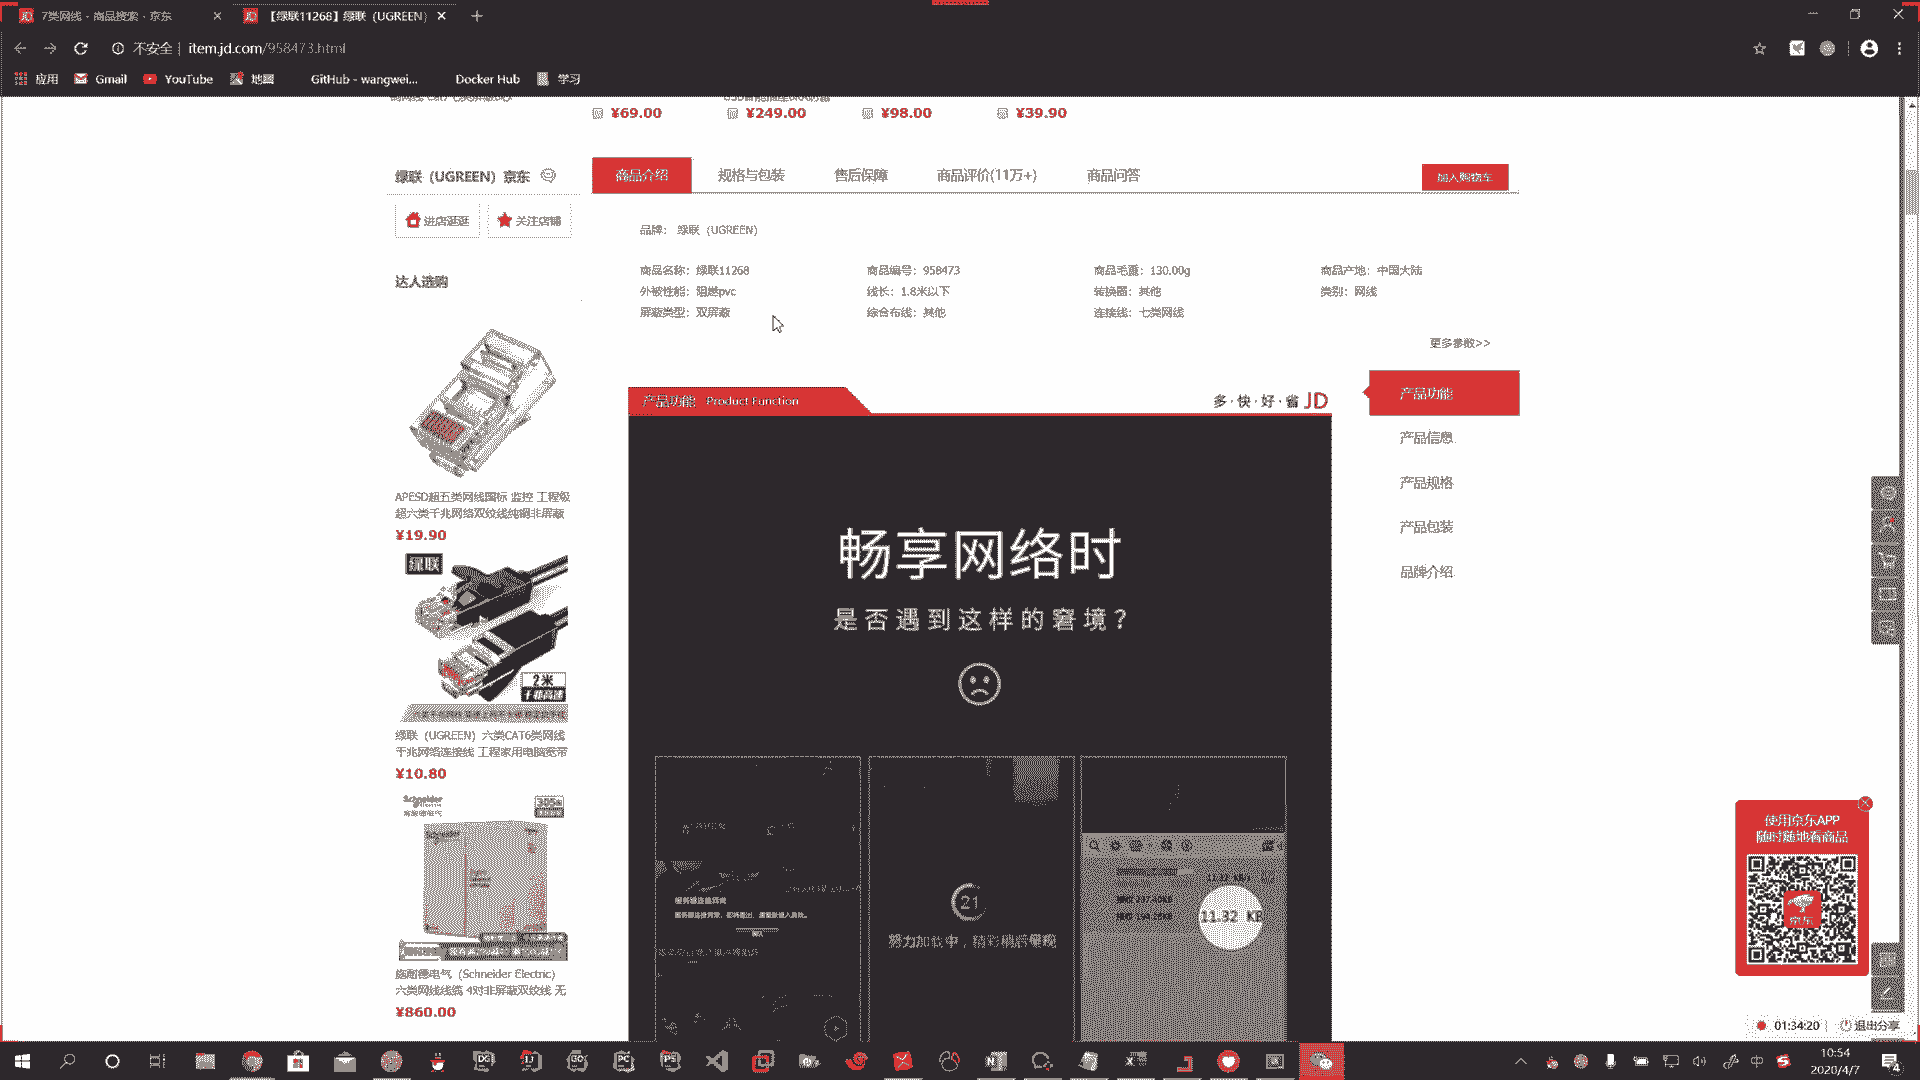 7类网线 - 商品搜索 - 京东
【绿联11268】绿联（UGREEN）
不安全 | item.jd.com/958473.html
应用 Gmail YouTube 地图 GitHub - wangwei... Docker Hub 学习
¥69.00 ¥249.00 ¥98.00 ¥39.90
绿联（UGREEN）京东
商品介绍 规格与包装 售后保障 商品评价(11万+) 商品问答 加入购物车
进店逛逛 关注店铺
品牌： 绿联（UGREEN）
商品名称：绿联11268 商品编号：958473 商品毛重：130.00g 商品产地：中国大陆
外被性能：阻燃pvc 线长：1.8米以下 转换器：其他 类别：网线
屏蔽类型：双屏蔽 综合布线：其他 连接线：七类网线
更多参数>>
达人选购
产品功能 Product Function
多·快·好·省 JD
产品功能
产品信息
产品规格
产品包装
品牌介绍
畅享网络时
是否遇到这样的窘境？
APESD超五类网线国标 监控 工程级
超六类千兆网络双绞线纯铜非屏蔽
¥19.90
绿联
2米
千兆高速
绿联（UGREEN）六类CAT6类网线
千兆网络连接线 工程家用电脑宽带
¥10.80
Schneider
305米
施耐德电气（Schneider Electric）
六类网线线缆 4对非屏蔽双绞线 无
¥860.00
21
努力加载中，精彩稍后呈现
11.32 KB
使用京东APP
随时随地看商品
京东
01:34:20 退出分享
10:54
2020/4/7